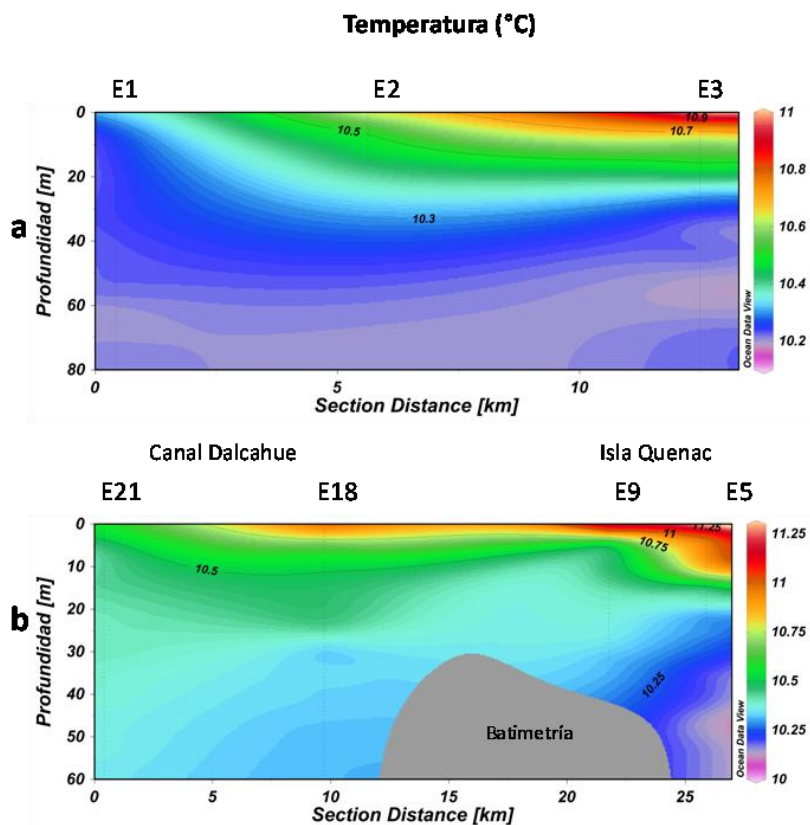 Temperatura (°C)
E1 E2 E3
a
Profundidad [m]
0
20
40
60
80
10.5
10.3
10.9
10.7
0 5 10
Section Distance [km]
Ocean Data View
11
10.8
10.6
10.4
10.2
Canal Dalcahue Isla Quenac
E21 E18 E9 E5
b
Profundidad [m]
0
10
20
30
40
50
60
10.5
11.25
11
10.75
10.25
Batimetría
0 5 10 15 20 25
Section Distance [km]
Ocean Data View
11.25
11
10.75
10.5
10.25
10